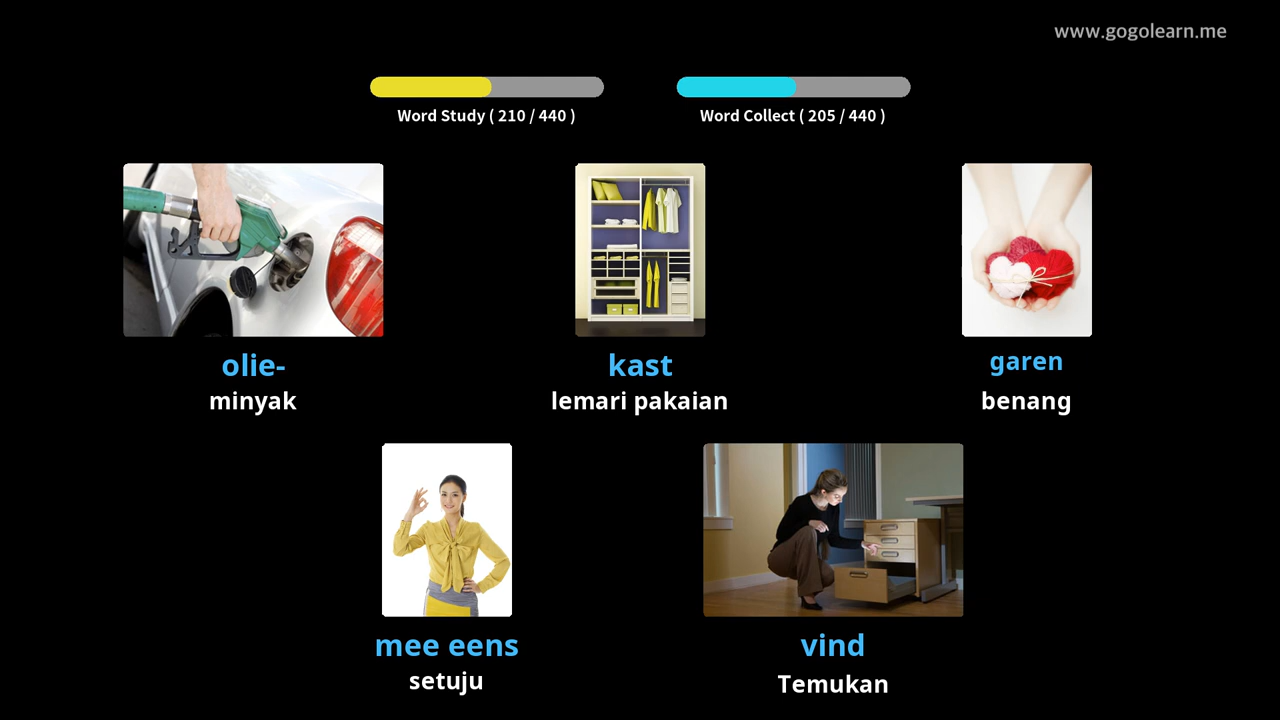 www.gogolearn.me
Word Study ( 210 / 440 )
Word Collect ( 205 / 440 )
olie-
minyak
kast
lemari pakaian
garen
benang
mee eens
setuju
vind
Temukan